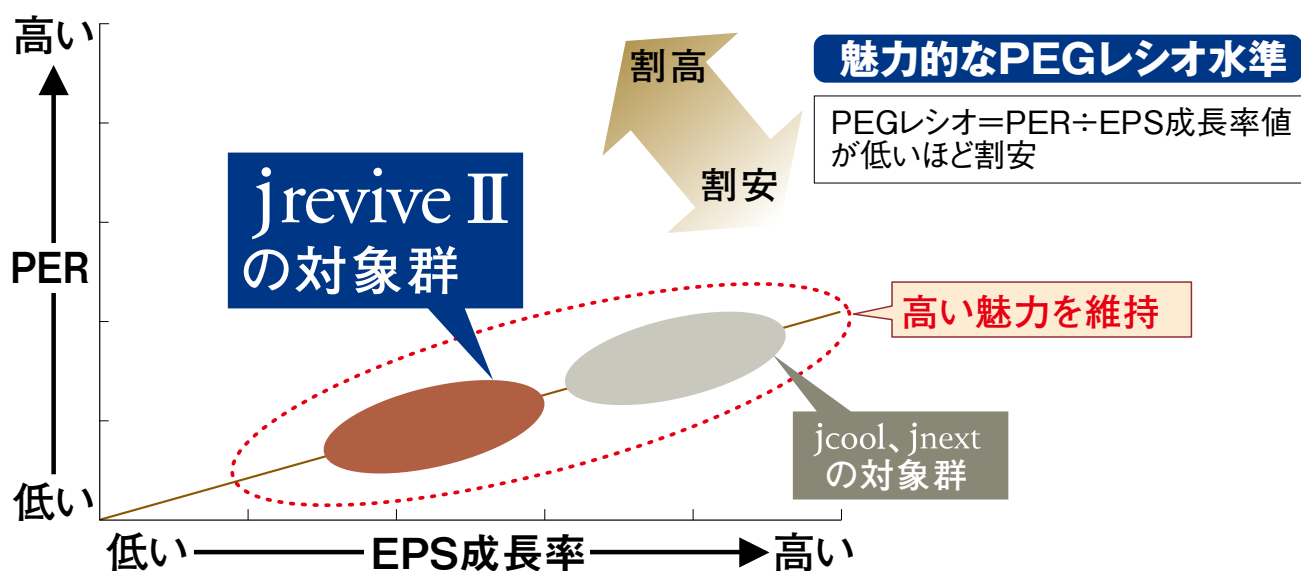 高い
PER
低い
低い
EPS成長率
高い
割高
割安
魅力的なPEGレシオ水準
PEGレシオ＝PER÷EPS成長率値
が低いほど割安
jrevive Ⅱ
の対象群
高い魅力を維持
jcool、jnext
の対象群